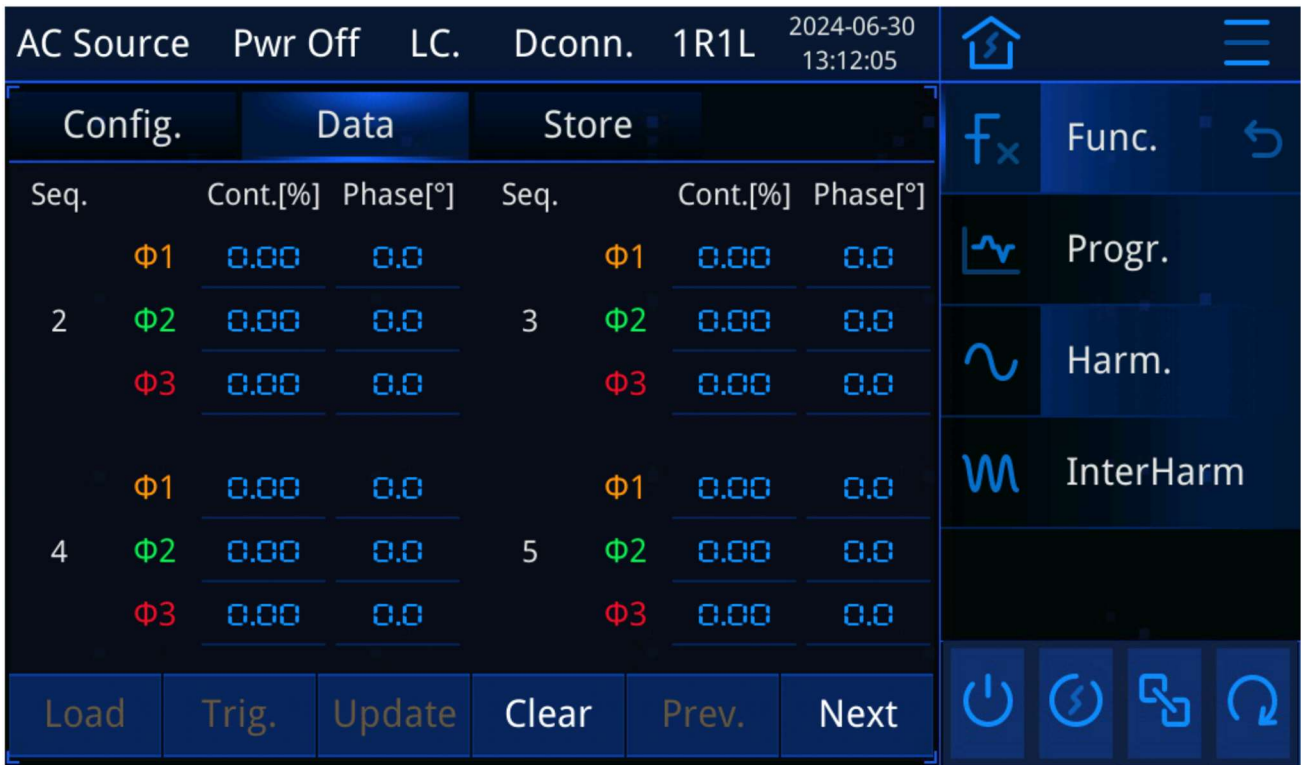 AC Source Pwr Off LC. Dconn. 1R1L 2024-06-30
13:12:05
Config. Data Store
Seq. Cont.[%] Phase[°] Seq. Cont.[%] Phase[°]
Φ1 0.00 0.0 Φ1 0.00 0.0
2 Φ2 0.00 0.0 3 Φ2 0.00 0.0
Φ3 0.00 0.0 Φ3 0.00 0.0
Φ1 0.00 0.0 Φ1 0.00 0.0
4 Φ2 0.00 0.0 5 Φ2 0.00 0.0
Φ3 0.00 0.0 Φ3 0.00 0.0
Load Trig. Update Clear Prev. Next
fx Func.
Progr.
Harm.
InterHarm